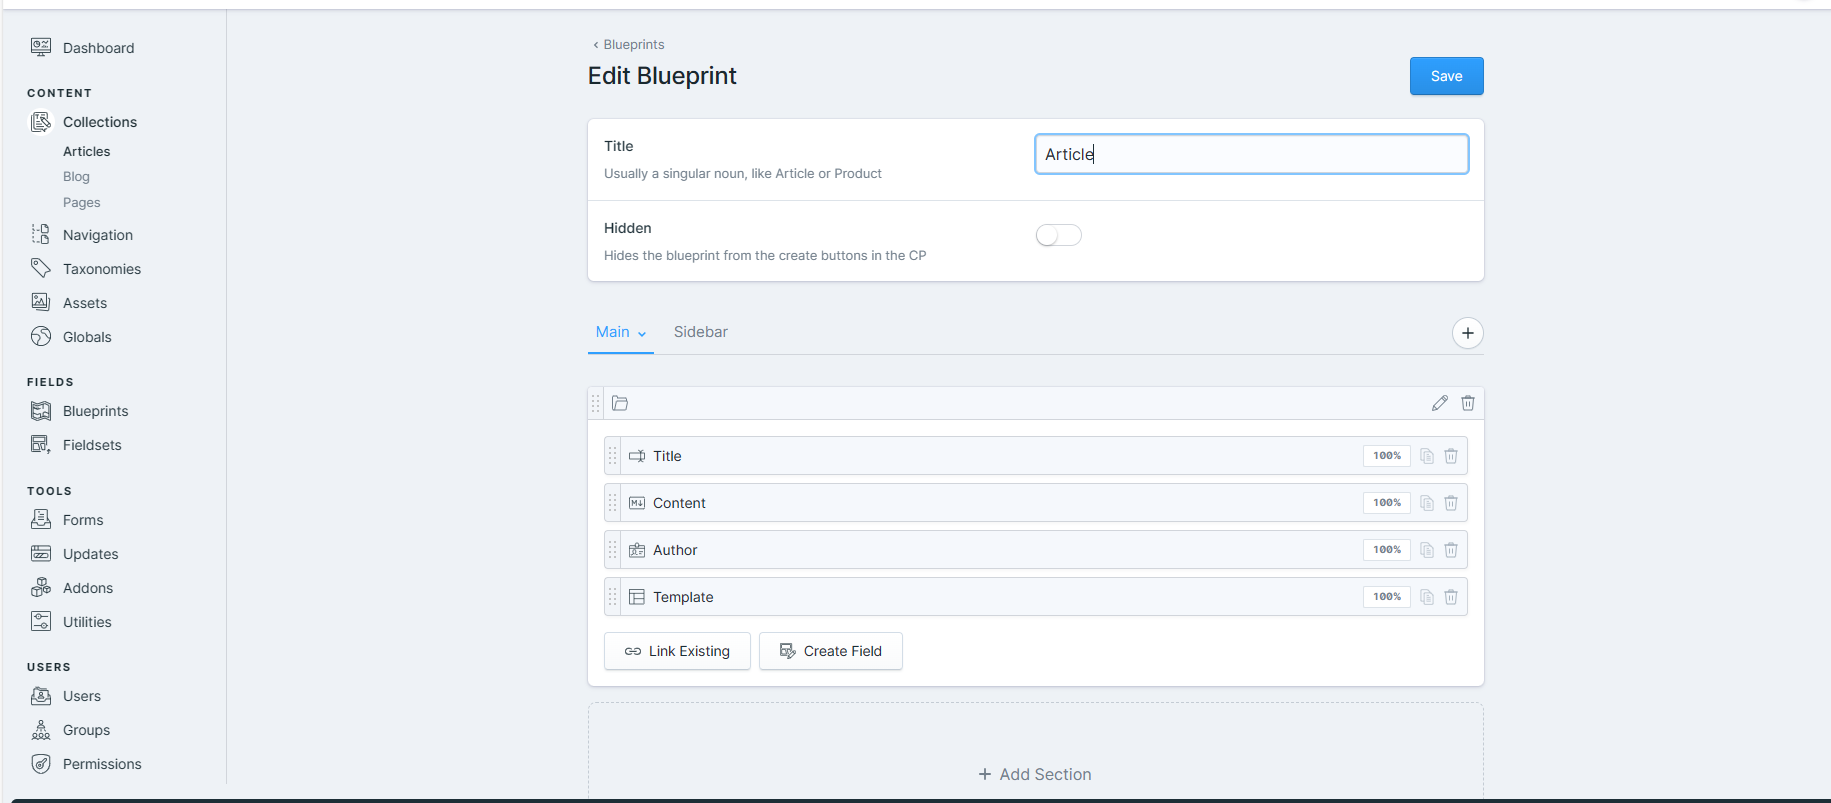 Dashboard
CONTENT
Collections
Articles
Blog
Pages
Navigation
Taxonomies
Assets
Globals
FIELDS
Blueprints
Fieldsets
TOOLS
Forms
Updates
Addons
Utilities
USERS
Users
Groups
Permissions
‹ Blueprints
Edit Blueprint
Save
Title
Usually a singular noun, like Article or Product
Article
Hidden
Hides the blueprint from the create buttons in the CP
Main
Sidebar
+
Title
100%
Content
100%
Author
100%
Template
100%
Link Existing
Create Field
+ Add Section